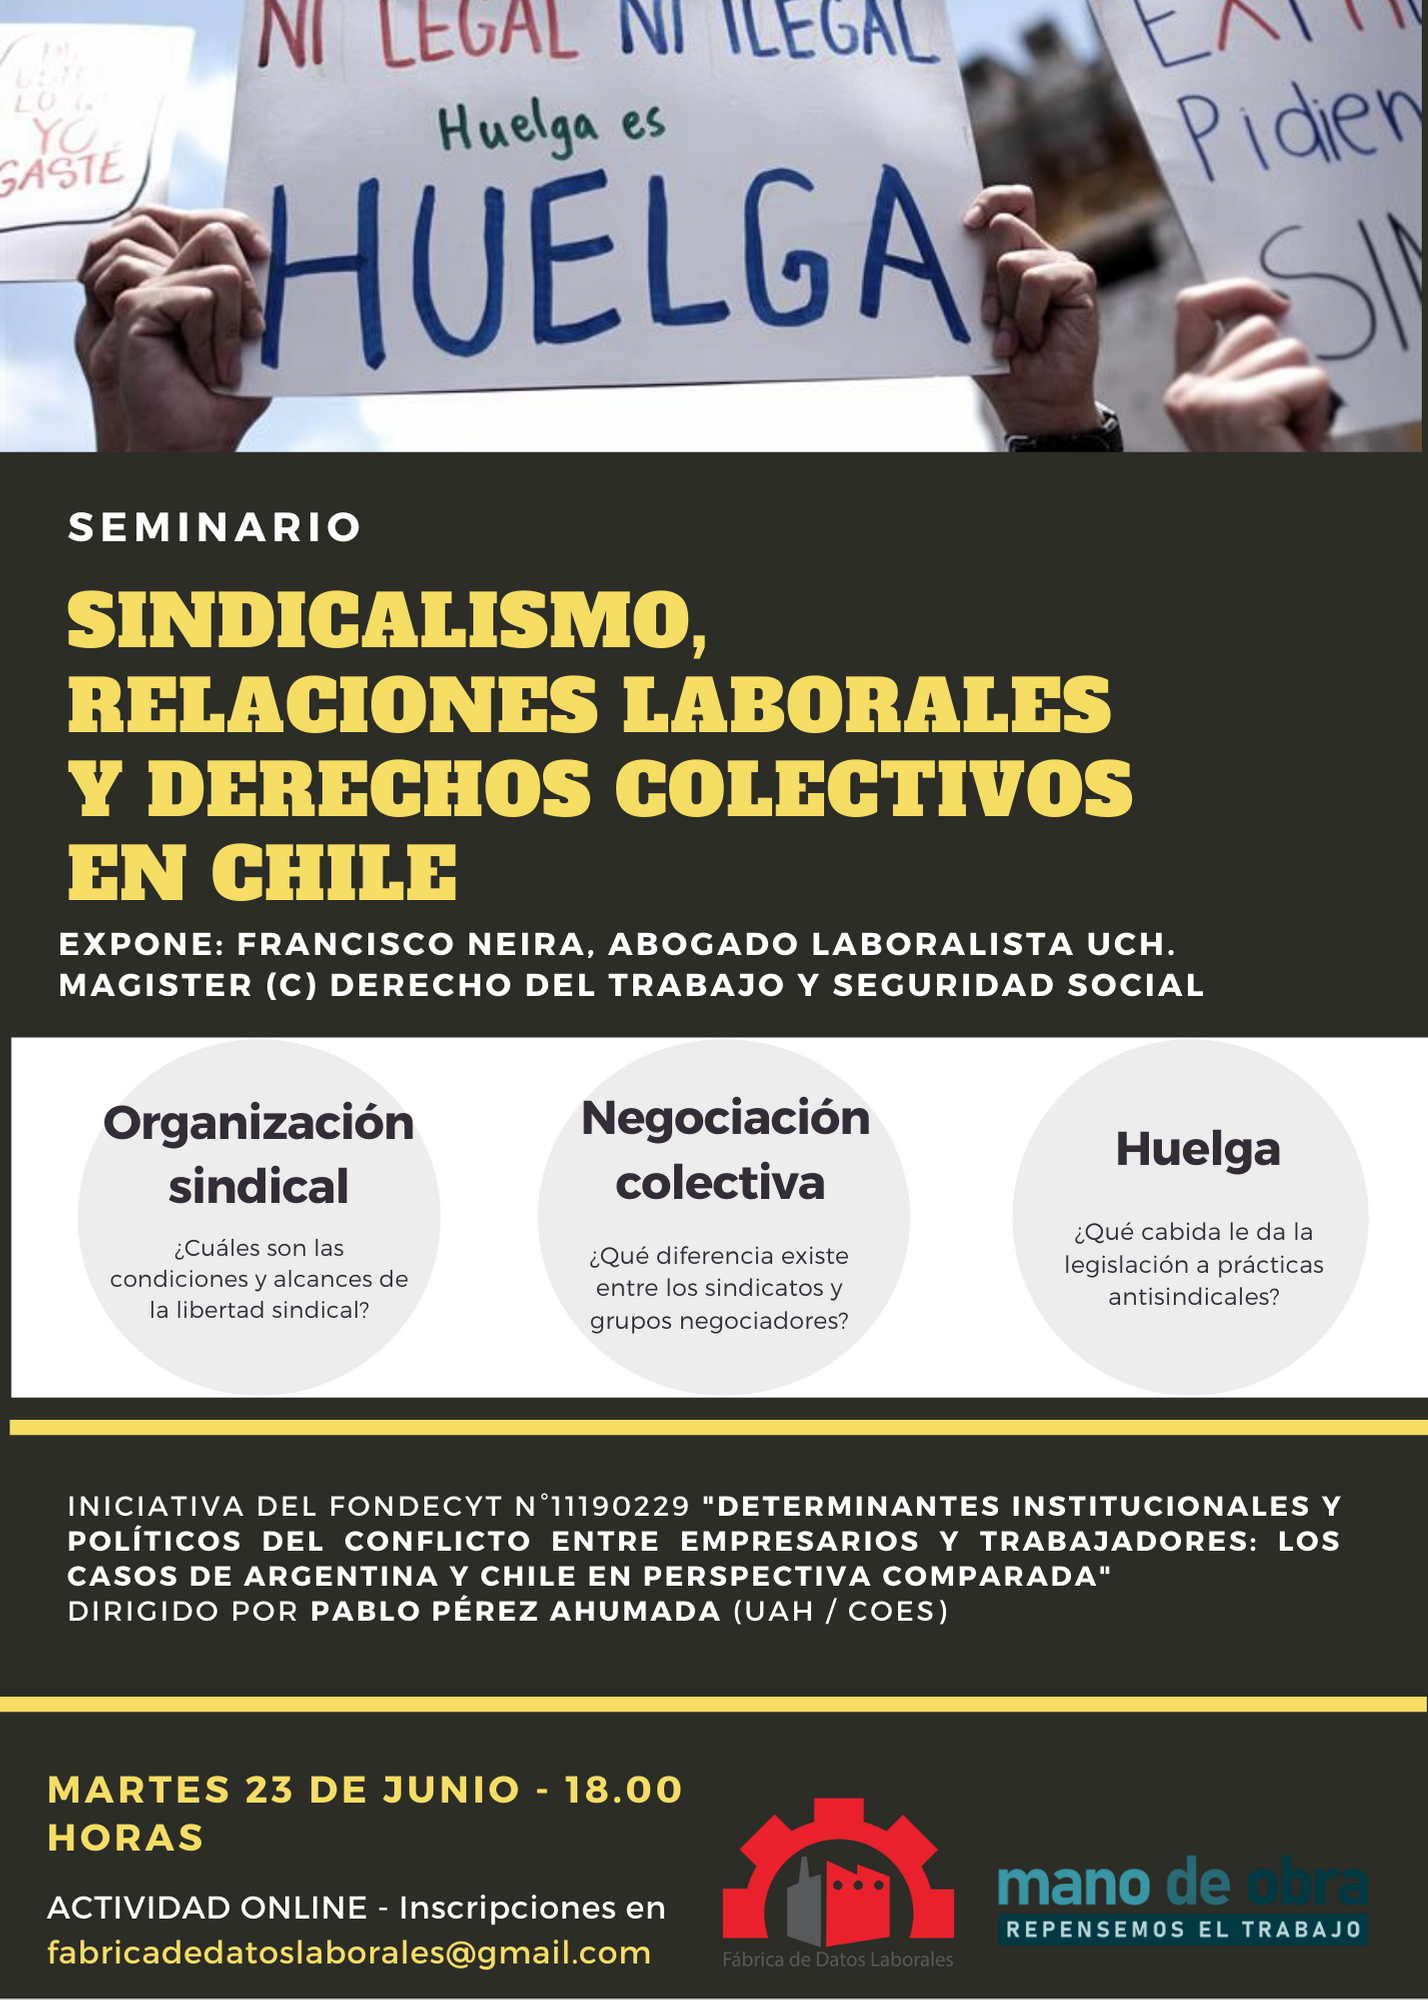 NI LEGAL NI ILEGAL
Huelga es
HUELGA
LO
YO
GASTÉ
Pidien
SIN
SEMINARIO
SINDICALISMO,
RELACIONES LABORALES
Y DERECHOS COLECTIVOS
EN CHILE
EXPONE: FRANCISCO NEIRA, ABOGADO LABORALISTA UCH.
MAGISTER (C) DERECHO DEL TRABAJO Y SEGURIDAD SOCIAL
Organización
sindical
¿Cuáles son las
condiciones y alcances de
la libertad sindical?
Negociación
colectiva
¿Qué diferencia existe
entre los sindicatos y
grupos negociadores?
Huelga
¿Qué cabida le da la
legislación a prácticas
antisindicales?
INICIATIVA DEL FONDECYT N°11190229 "DETERMINANTES INSTITUCIONALES Y
POLÍTICOS DEL CONFLICTO ENTRE EMPRESARIOS Y TRABAJADORES: LOS
CASOS DE ARGENTINA Y CHILE EN PERSPECTIVA COMPARADA"
DIRIGIDO POR PABLO PÉREZ AHUMADA (UAH / COES)
MARTES 23 DE JUNIO - 18.00
HORAS
ACTIVIDAD ONLINE - Inscripciones en
fabricadedatoslaborales@gmail.com
Fábrica de Datos Laborales
mano de obra
REPENSEMOS EL TRABAJO